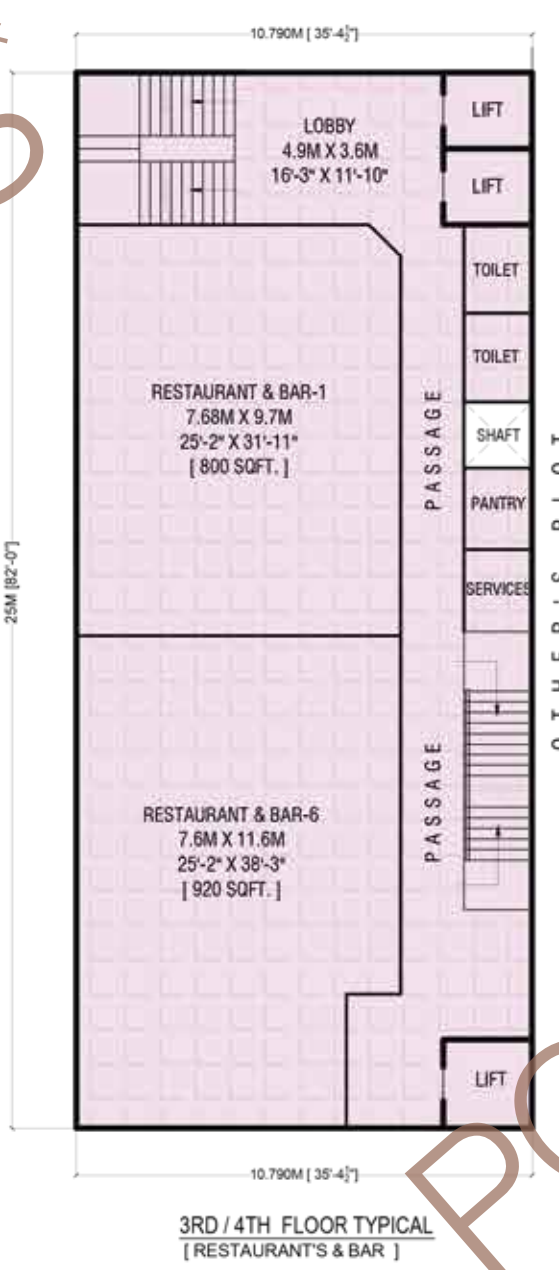 10.790M [ 35'-4½"]
LOBBY
4.9M X 3.6M
16'-3" X 11'-10"
LIFT
LIFT
TOILET
TOILET
SHAFT
PANTRY
SERVICES
PASSAGE
RESTAURANT & BAR-1
7.68M X 9.7M
25'-2" X 31'-11"
[ 800 SQFT. ]
25M [82'-0"]
RESTAURANT & BAR-6
7.6M X 11.6M
25'-2" X 38'-3"
[ 920 SQFT. ]
PASSAGE
LIFT
10.790M [ 35'-4½"]
3RD / 4TH FLOOR TYPICAL
[ RESTAURANT'S & BAR ]